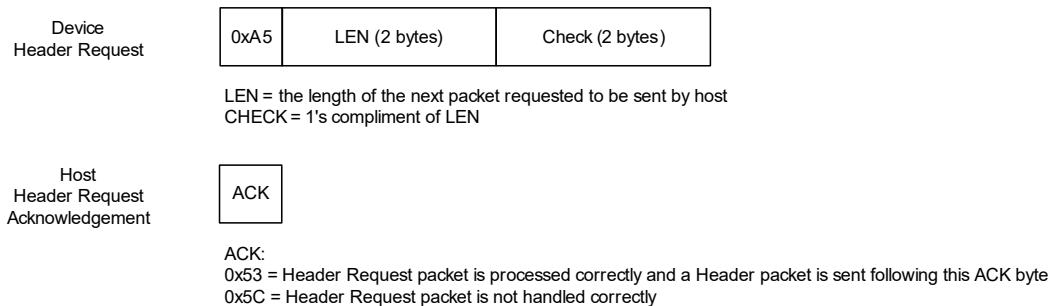 Device
Header Request
0xA5
LEN (2 bytes)
Check (2 bytes)
LEN = the length of the next packet requested to be sent by host
CHECK = 1's compliment of LEN
Host
Header Request
Acknowledgement
ACK
ACK:
0x53 = Header Request packet is processed correctly and a Header packet is sent following this ACK byte
0x5C = Header Request packet is not handled correctly